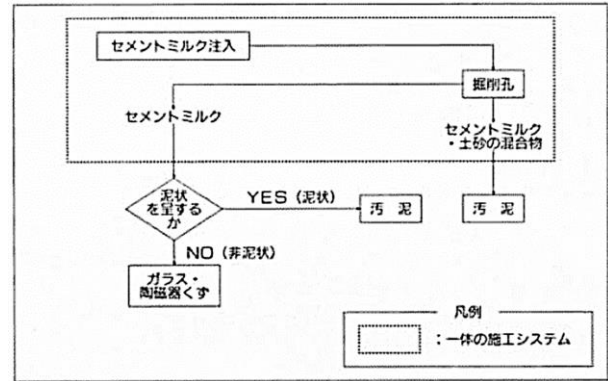 セメントミルク注入
掘削孔
セメントミルク
セメントミルク
・土砂の混合物
泥状
を呈する
か
YES（泥状）
汚 泥
汚 泥
NO（非泥状）
ガラス・
陶磁器くず
凡例
：一体の施工システム